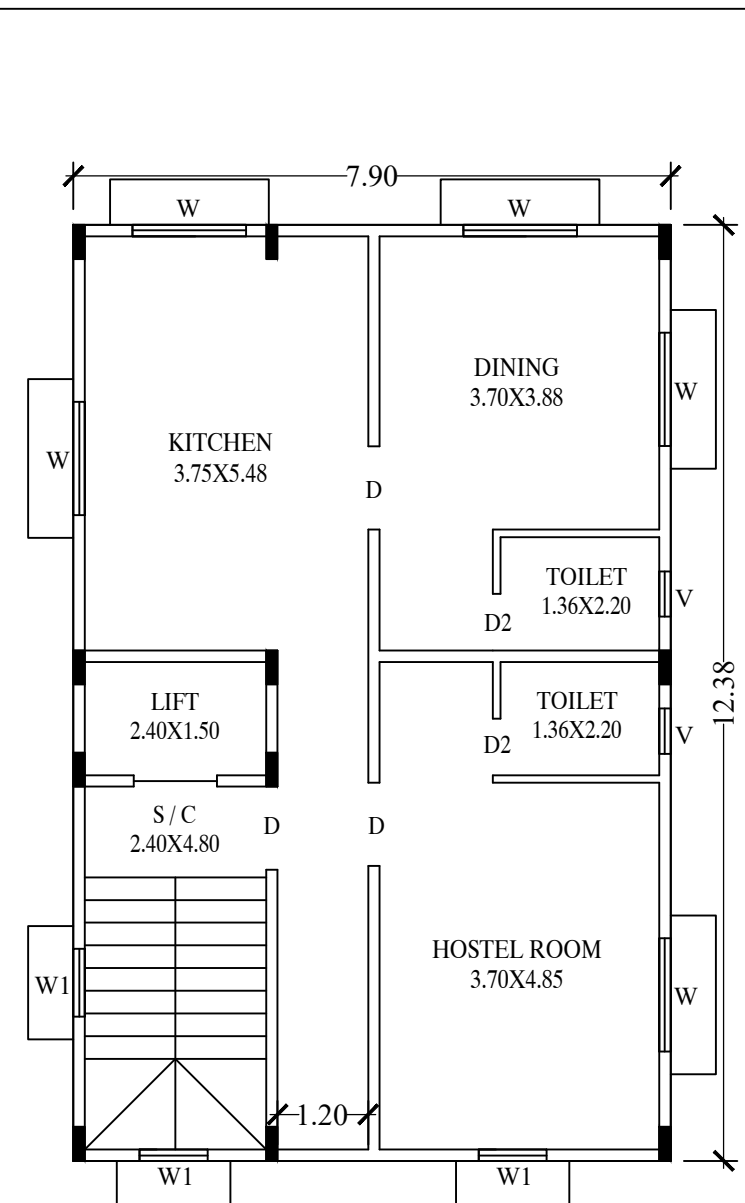 7.90
W W
DINING
3.70X3.88
W
KITCHEN
3.75X5.48
W
D
TOILET
1.36X2.20
V
D2
12.38
LIFT
2.40X1.50
TOILET
1.36X2.20
V
D2
S / C
2.40X4.80
D D
HOSTEL ROOM
3.70X4.85
W1
W
1.20
W1 W1